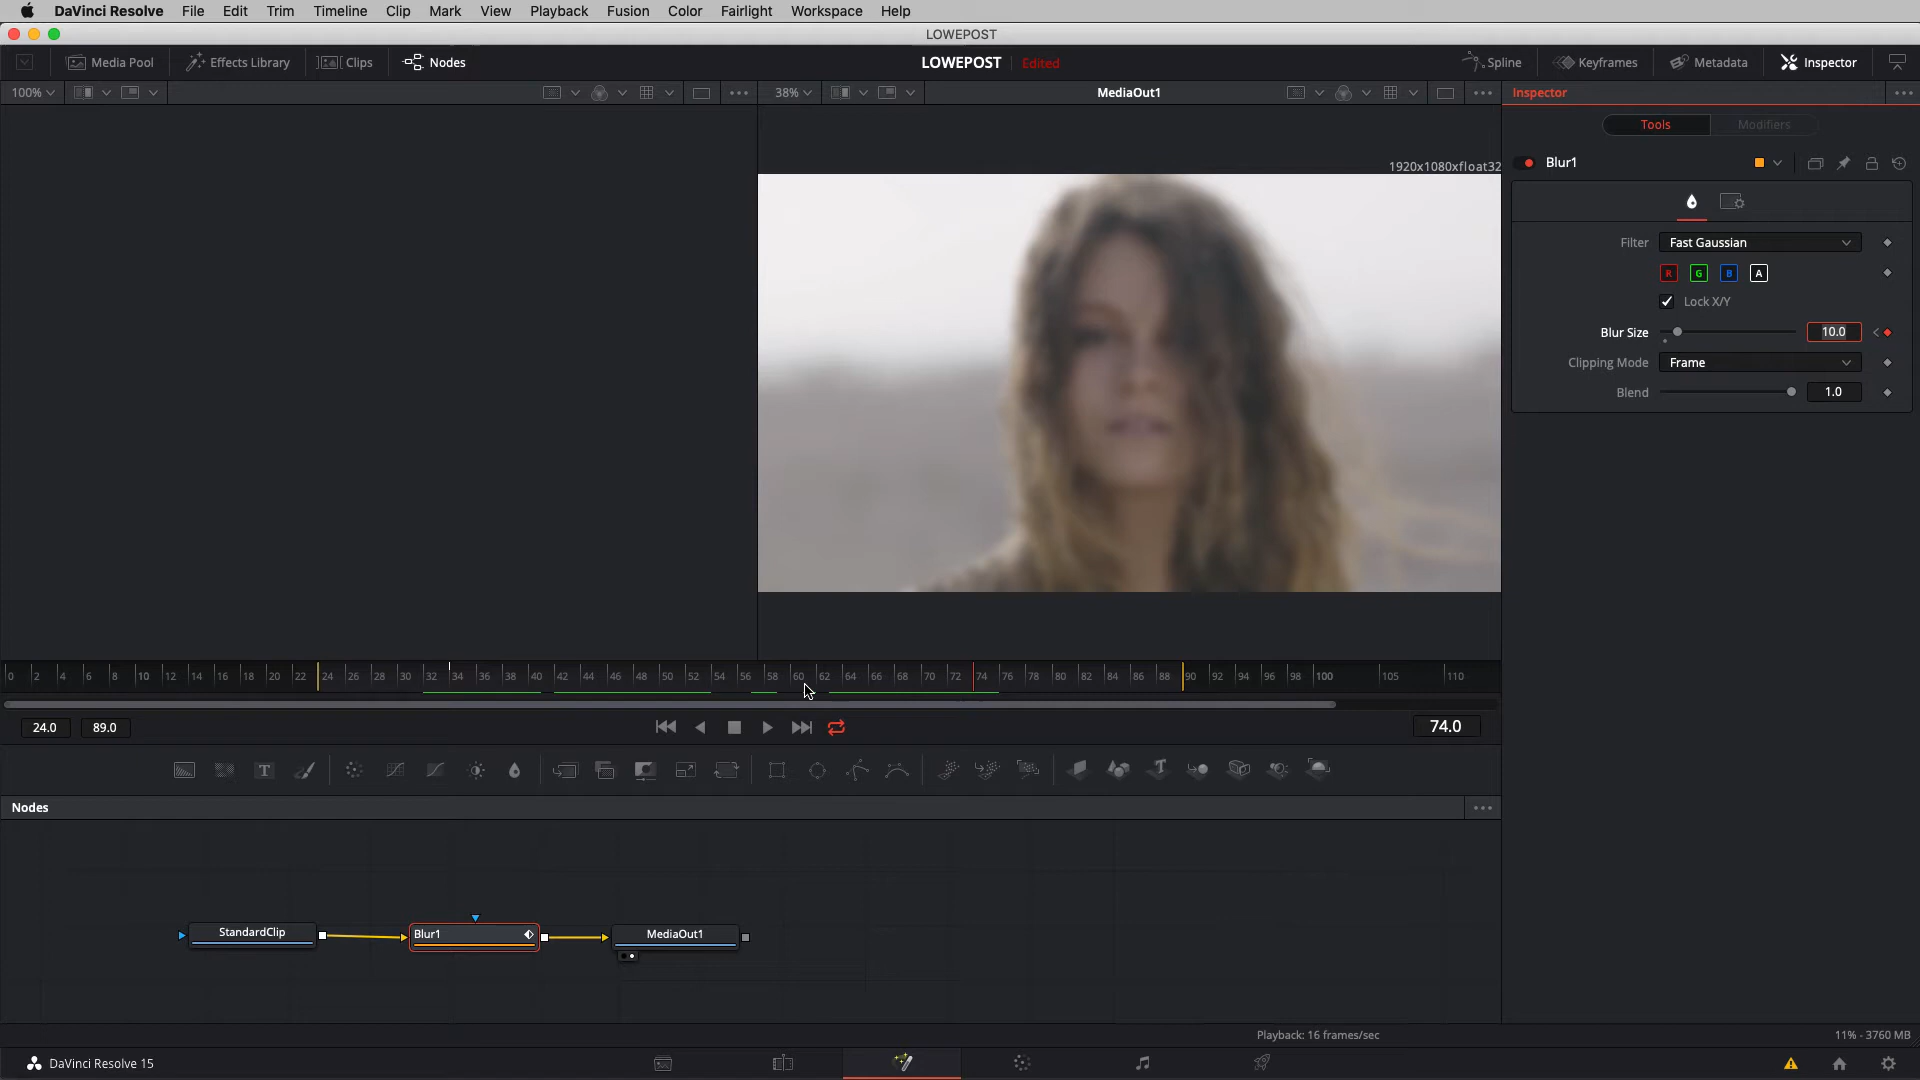 DaVinci Resolve File Edit Trim Timeline Clip Mark View Playback Fusion Color Fairlight Workspace Help
LOWEPOST
Media Pool Effects Library Clips Nodes LOWEPOST Edited Spline Keyframes Metadata Inspector
100% 38% MediaOut1 Inspector
Tools Modifiers
1920x1080xfloat32
Blur1
Filter Fast Gaussian
R G B A
Lock X/Y
Blur Size 10.0
Clipping Mode Frame
Blend 1.0
0 2 4 6 8 10 12 14 16 18 20 22 24 26 28 30 32 34 36 38 40 42 44 46 48 50 52 54 56 58 60 62 64 66 68 70 72 74 76 78 80 82 84 86 88 90 92 94 96 98 100 105 110
24.0 89.0 74.0
T T
Nodes
StandardClip Blur1 MediaOut1
Playback: 16 frames/sec 11% - 3760 MB
DaVinci Resolve 15